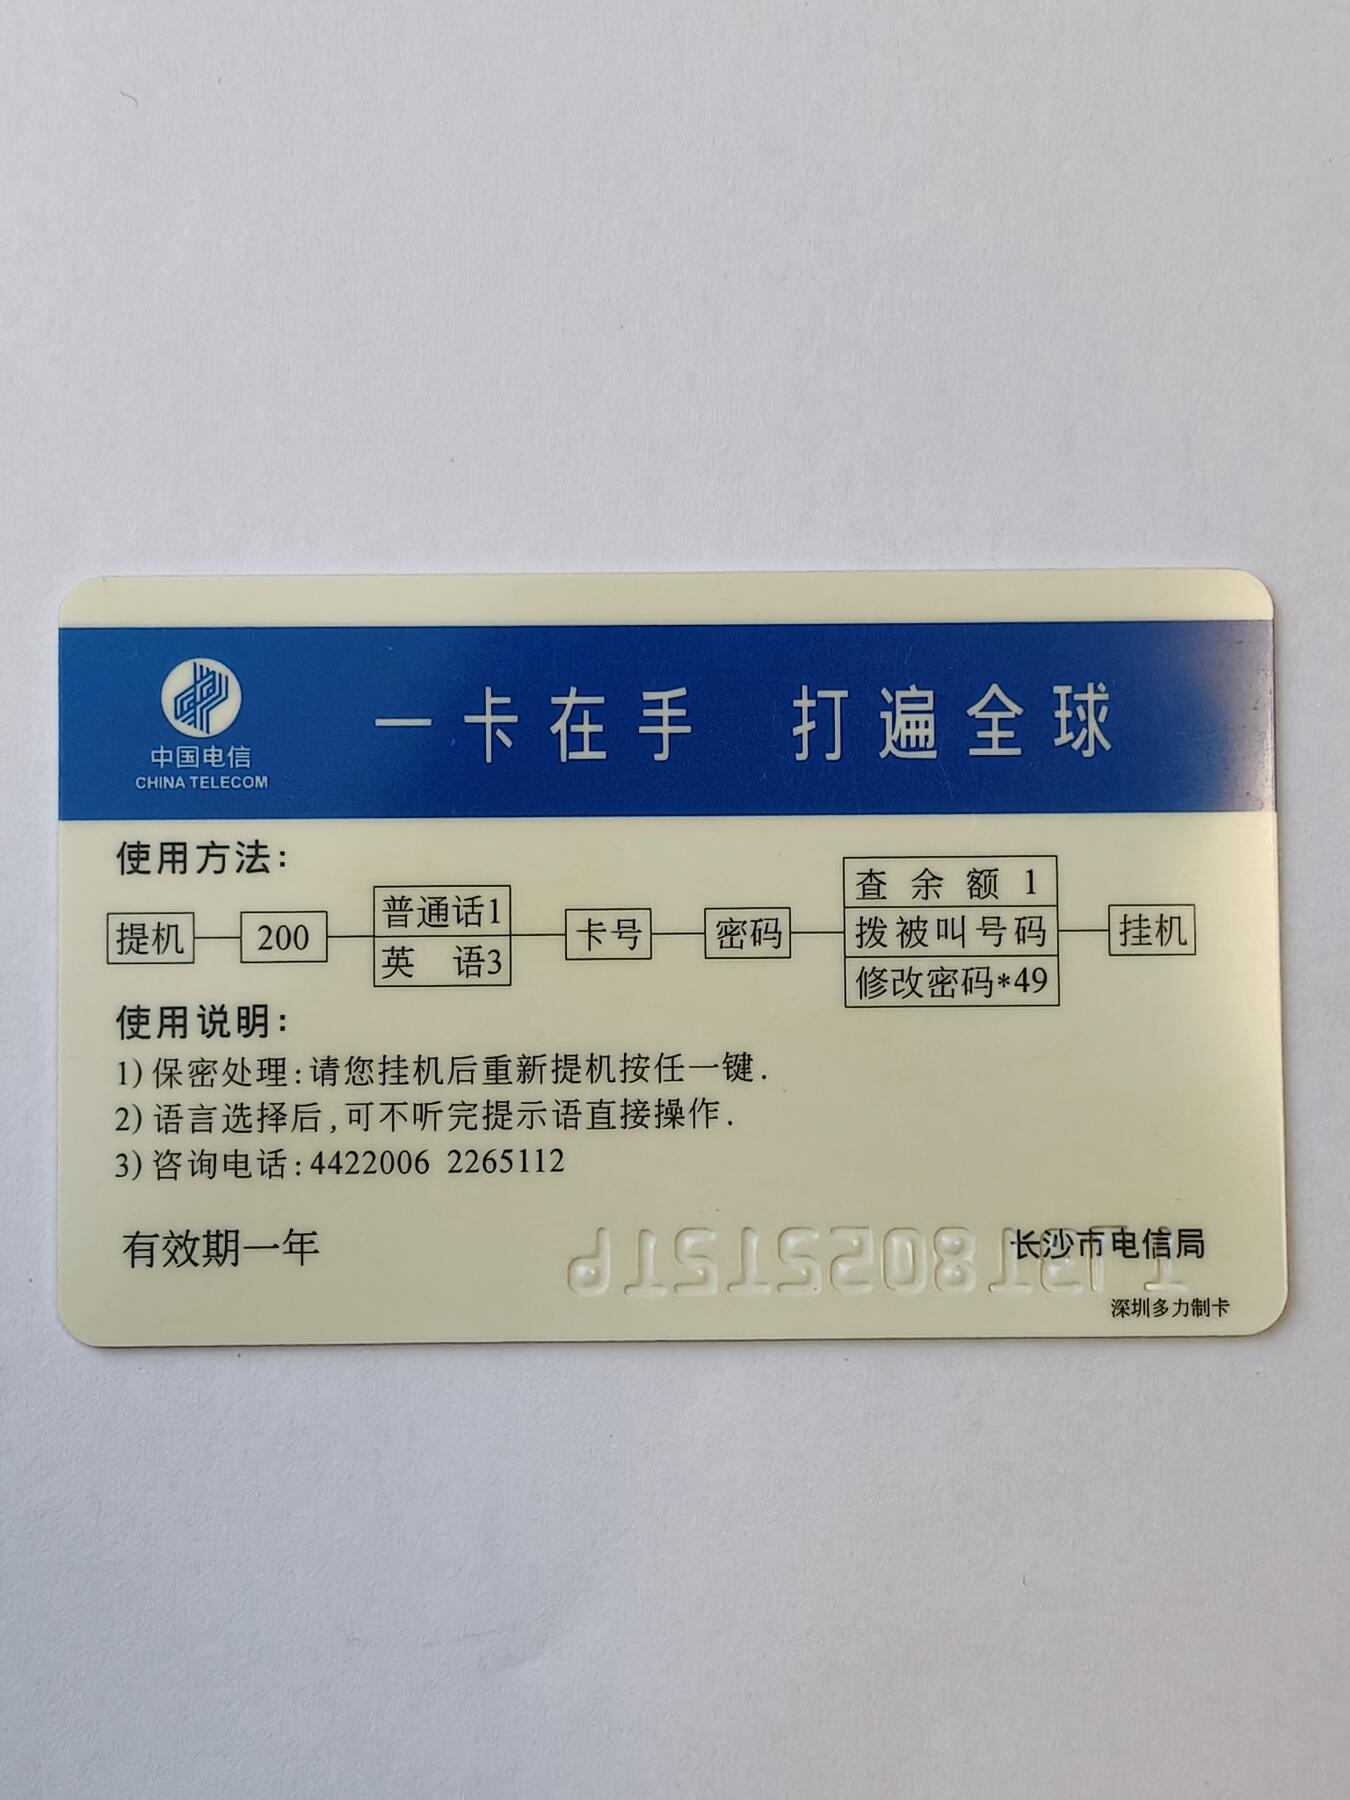 中国电信
CHINA TELECOM
一卡在手 打遍全球
使用方法:
提机
200
普通话1
英 语3
卡号
密码
查余额1
拨被叫号码
修改密码*49
挂机
使用说明:
1)保密处理:请您挂机后重新提机按任一键.
2)语言选择后,可不听完提示语直接操作.
3)咨询电话:4422006 2265112
有效期一年
长沙市电信局
深圳多力制卡